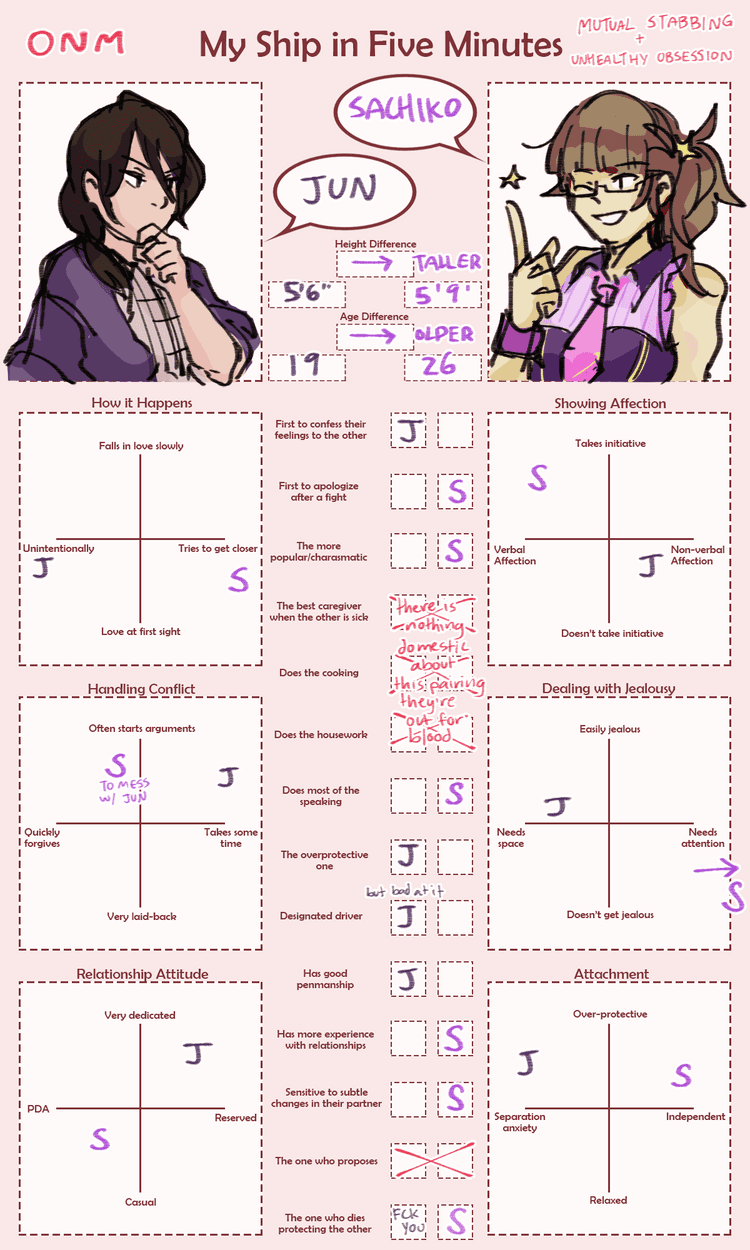 ONM
My Ship in Five Minutes
MUTUAL STABBING
+
UNHEALTHY OBSESSION
SACHIKO
JUN
Height Difference
→ TALLER
5'6"
5'9'
Age Difference
→ OLPER
19
26
How it Happens
Falls in love slowly
Unintentionally
Tries to get closer
J
S
Love at first sight
First to confess their
feelings to the other
J
First to apologize
after a fight
S
The more
popular/charasmatic
S
The best caregiver
when the other is sick
Does the cooking
Does the housework
there is
nothing
domestic
about
this pairing
they're
out for
blood
Does most of the
speaking
S
The overprotective
one
J
but bad at it
Designated driver
J
Has good
penmanship
J
Has more experience
with relationships
S
Sensitive to subtle
changes in their partner
S
The one who proposes
The one who dies
protecting the other
FCK
YOU
S
Showing Affection
Takes initiative
S
Verbal
Affection
J
Non-verbal
Affection
Doesn't take initiative
Handling Conflict
Often starts arguments
S
TO MESS
W/ JUN
J
Quickly
forgives
Takes some
time
Very laid-back
Dealing with Jealousy
Easily jealous
J
Needs
space
Needs
attention
→
S
Doesn't get jealous
Relationship Attitude
Very dedicated
J
PDA
Reserved
S
Casual
Attachment
Over-protective
J
S
Separation
anxiety
Independent
Relaxed